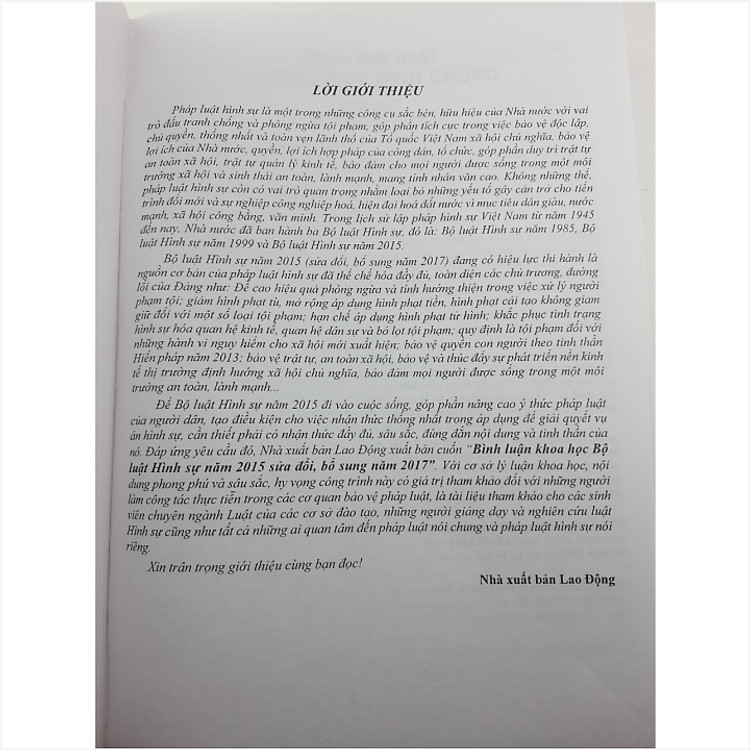 LỜI GIỚI THIỆU
Pháp luật hình sự là một trong những công cụ sắc bén, hữu hiệu của Nhà nước với vai
trò đấu tranh chống và phòng ngừa tội phạm, góp phần tích cực trong việc bảo vệ độc lập,
chủ quyền, thống nhất và toàn vẹn lãnh thổ của Tổ quốc Việt Nam xã hội chủ nghĩa, bảo vệ
lợi ích của Nhà nước, quyền, lợi ích hợp pháp của công dân, tổ chức, góp phần duy trì trật tự
an toàn xã hội, trật tự quản lý kinh tế, bảo đảm cho mọi người được sống trong một môi
trường xã hội và sinh thái an toàn, lành mạnh, mang tính nhân văn cao. Không những thế,
pháp luật hình sự còn có vai trò quan trong nhằm loại bỏ những yếu tố gây cản trở cho tiến
trình đổi mới và sự nghiệp công nghiệp hoá, hiện đại hoá đất nước vì mục tiêu dân giàu, nước
mạnh, xã hội công bằng, văn minh. Trong lịch sử lập pháp hình sự Việt Nam từ năm 1945
đến nay, Nhà nước đã ban hành ba Bộ luật Hình sự, đó là: Bộ luật Hình sự năm 1985, Bộ
luật Hình sự năm 1999 và Bộ luật Hình sự năm 2015.
Bộ luật Hình sự năm 2015 (sửa đổi, bổ sung năm 2017) đang có hiệu lực thi hành là
nguồn cơ bản của pháp luật hình sự đã thể chế hóa đầy đủ, toàn diện các chủ trương, đường
lối của Đảng như: Đề cao hiệu quả phòng ngừa và tính hướng thiện trong việc xử lý người
phạm tội; giảm hình phạt tù, mở rộng áp dụng hình phạt tiền, hình phạt cải tạo không giam
giữ đối với một số loại tội phạm; hạn chế áp dụng hình phạt tử hình; khắc phục tình trạng
hình sự hóa quan hệ kinh tế, quan hệ dân sự và bỏ lọt tội phạm; quy định là tội phạm đối với
những hành vi nguy hiểm cho xã hội mới xuất hiện; bảo vệ quyền con người theo tinh thần
Hiến pháp năm 2013; bảo vệ trật tự, an toàn xã hội, bảo vệ và thúc đẩy sự phát triển nền kinh
tế thị trường định hướng xã hội chủ nghĩa, bảo đảm mọi người được sống trong một môi
trường an toàn, lành mạnh...
Để Bộ luật Hình sự năm 2015 đi vào cuộc sống, góp phần nâng cao ý thức pháp luật
của người dân, tạo điều kiện cho việc nhận thức thống nhất trong áp dụng để giải quyết vụ
án hình sự, cần thiết phải có nhận thức đầy đủ, sâu sắc, đúng đắn nội dung và tinh thần của
nó. Đáp ứng yêu cầu đó, Nhà xuất bản Lao Động xuất bản cuốn "Bình luận khoa học Bộ
luật Hình sự năm 2015 sửa đổi, bổ sung năm 2017". Với cơ sở lý luận khoa học, nội
dung phong phú và sâu sắc, hy vọng công trình này có giá trị tham khảo đối với những người
làm công tác thực tiễn trong các cơ quan bảo vệ pháp luật, là tài liệu tham khảo cho các sinh
viên chuyên ngành Luật của các cơ sở đào tạo, những người giảng dạy và nghiên cứu luật
Hình sự cũng như tất cả những ai quan tâm đến pháp luật nói chung và pháp luật hình sự nói
riêng.
Xin trân trọng giới thiệu cùng bạn đọc!
Nhà xuất bản Lao Động